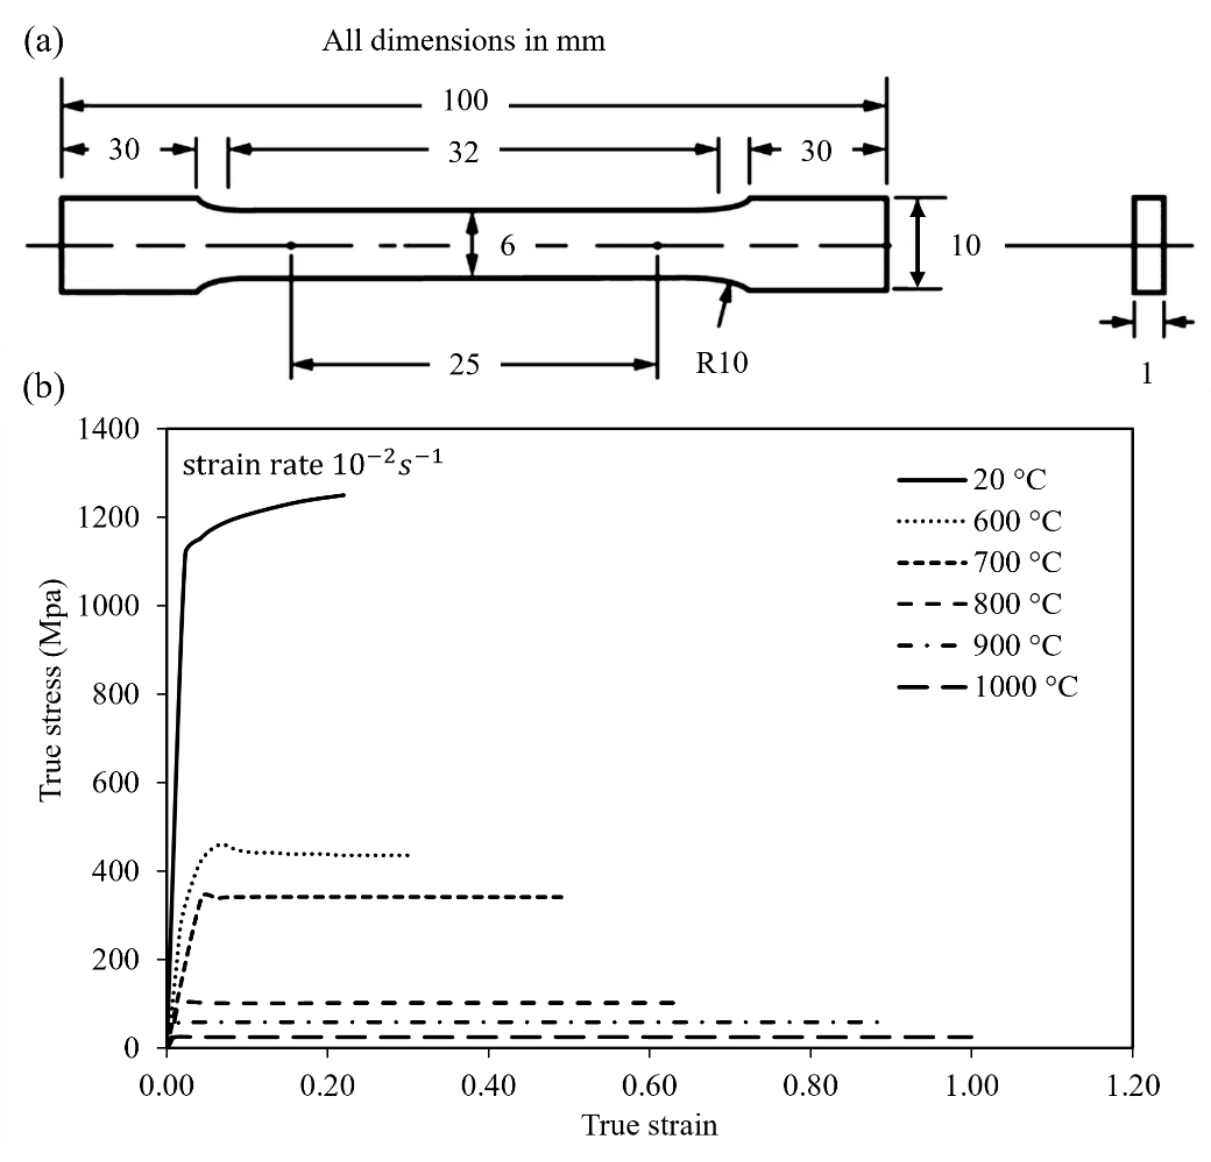 (a)
All dimensions in mm
100
30
32
30
6
10
25
R10
1
(b)
1400
1200
1000
800
600
400
200
0
True stress (Mpa)
strain rate 10⁻²s⁻¹
20 °C
600 °C
700 °C
800 °C
900 °C
1000 °C
0.00 0.20 0.40 0.60 0.80 1.00 1.20
True strain